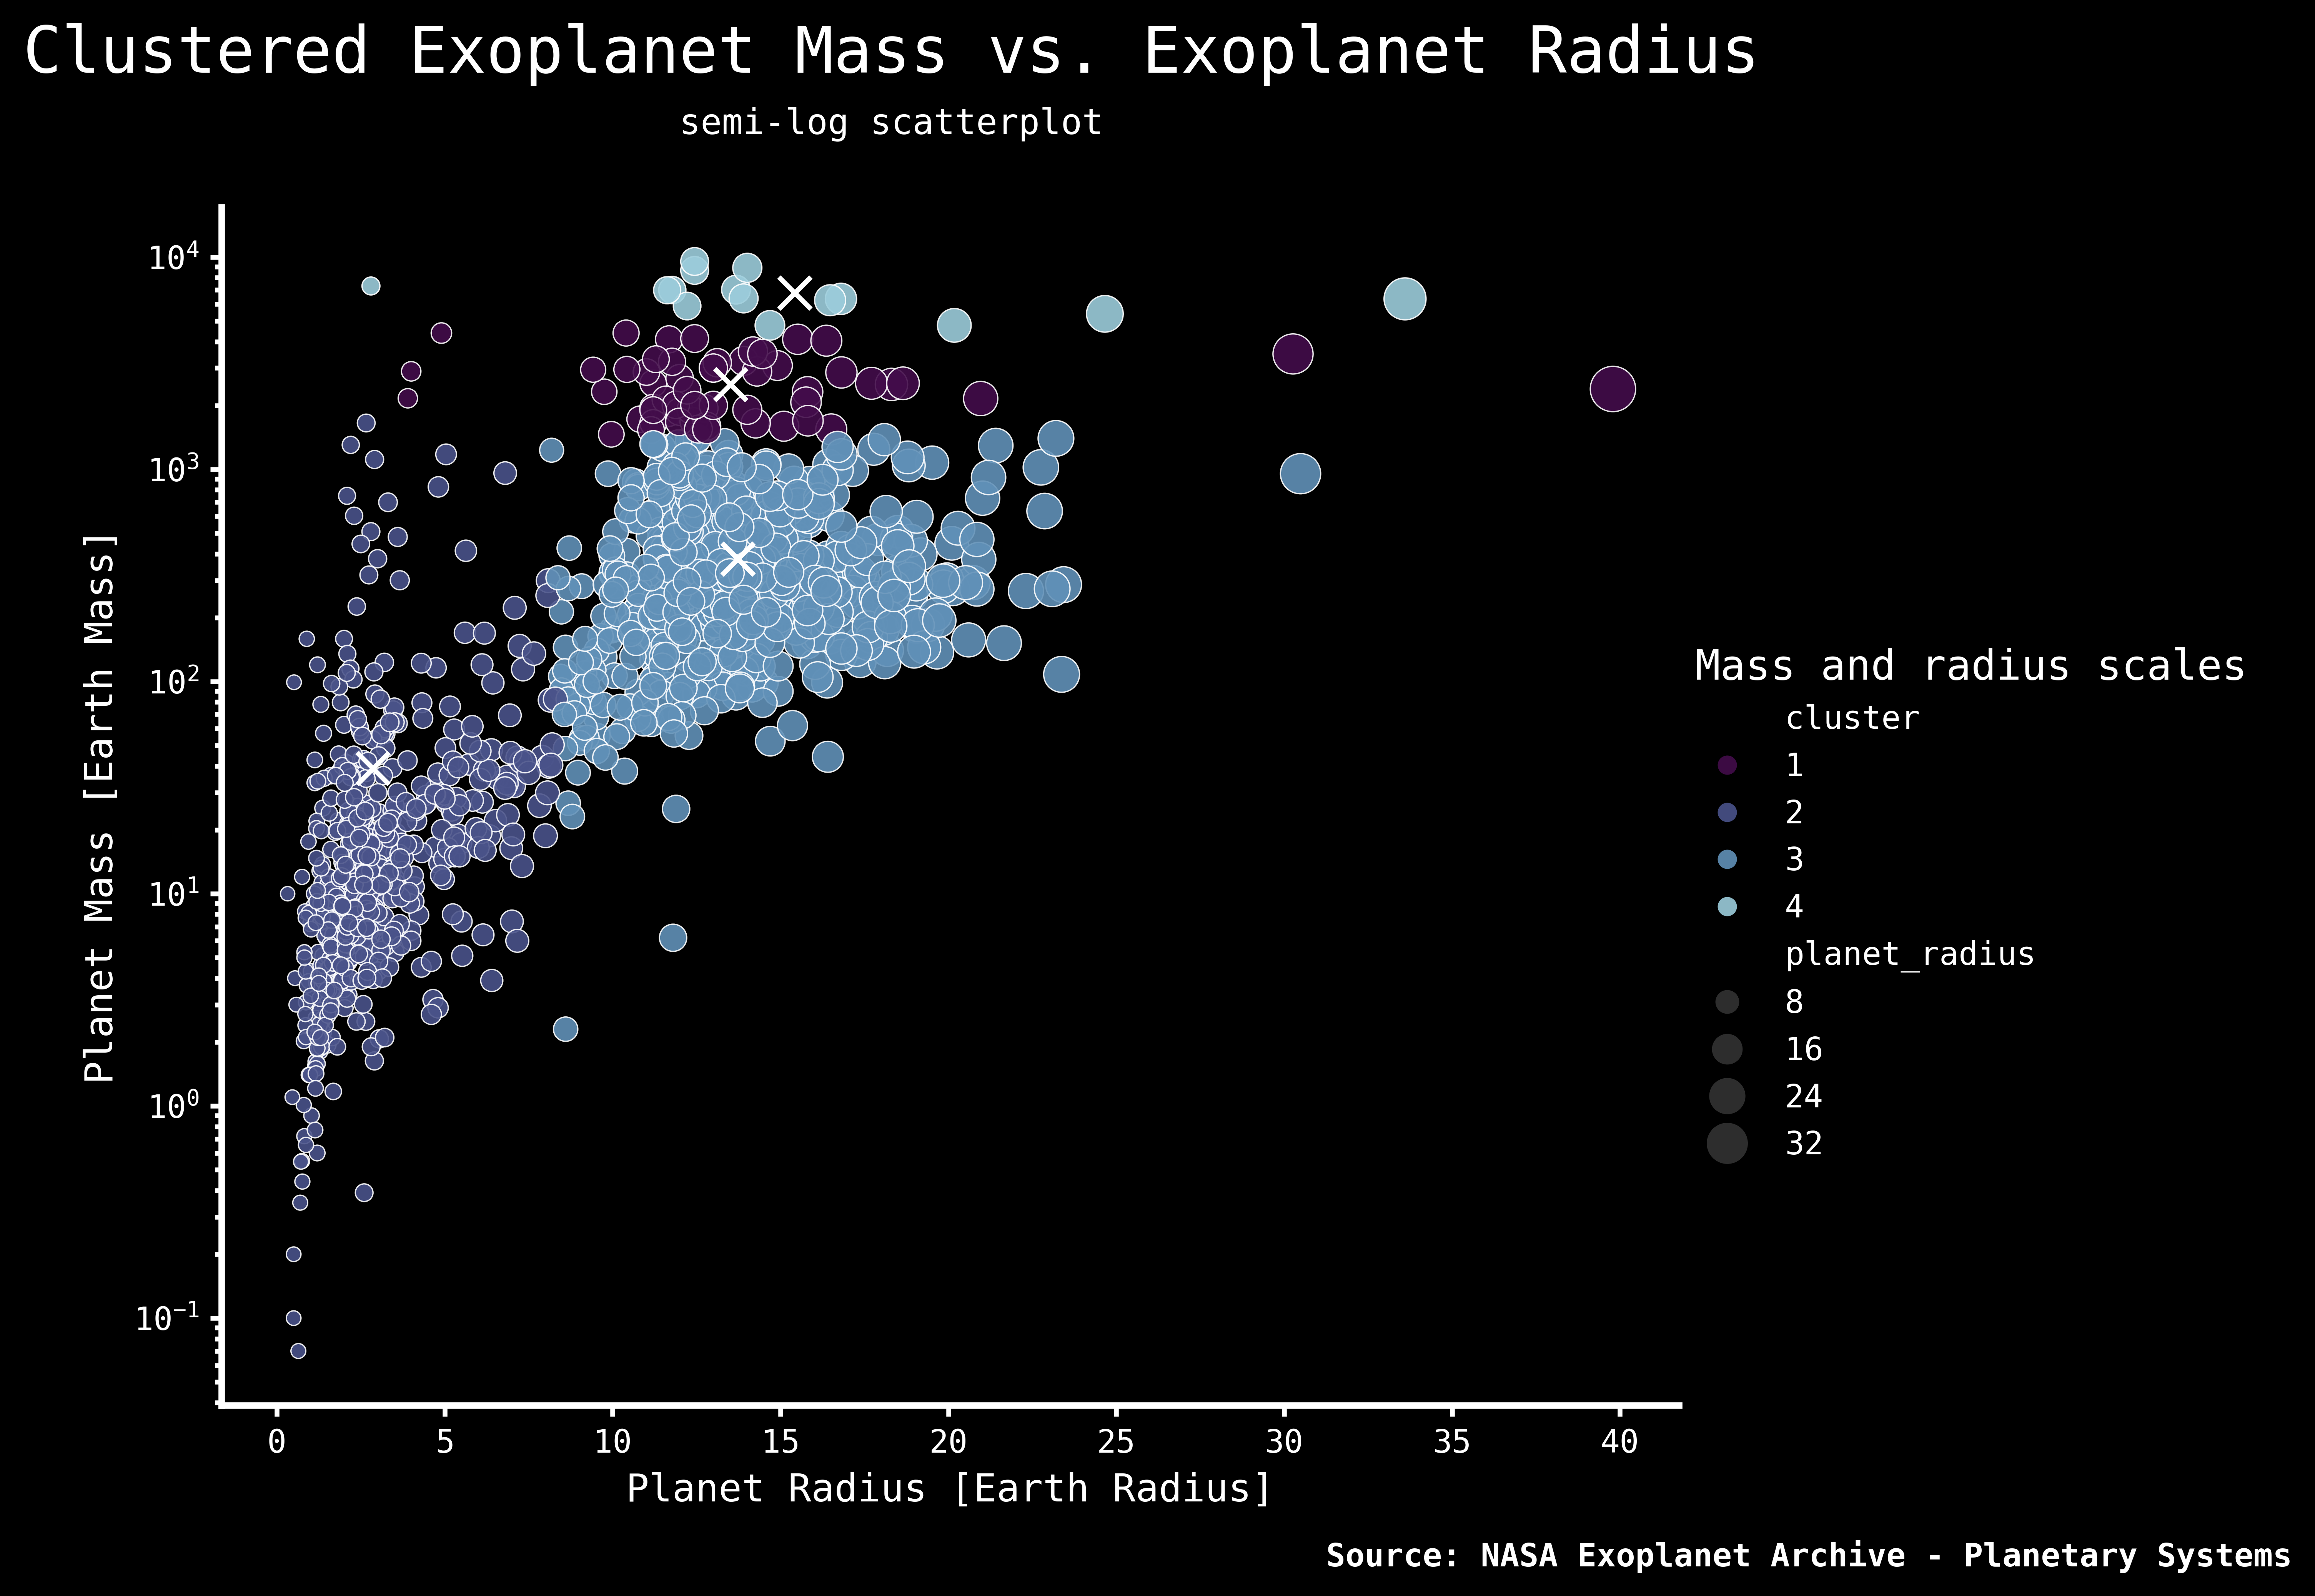 Clustered Exoplanet Mass vs. Exoplanet Radius
semi-log scatterplot
Planet Mass [Earth Mass]
10⁴
10³
10²
10¹
10⁰
10⁻¹
0 5 10 15 20 25 30 35 40
Planet Radius [Earth Radius]
Mass and radius scales
cluster
1
2
3
4
planet_radius
8
16
24
32
Source: NASA Exoplanet Archive - Planetary Systems